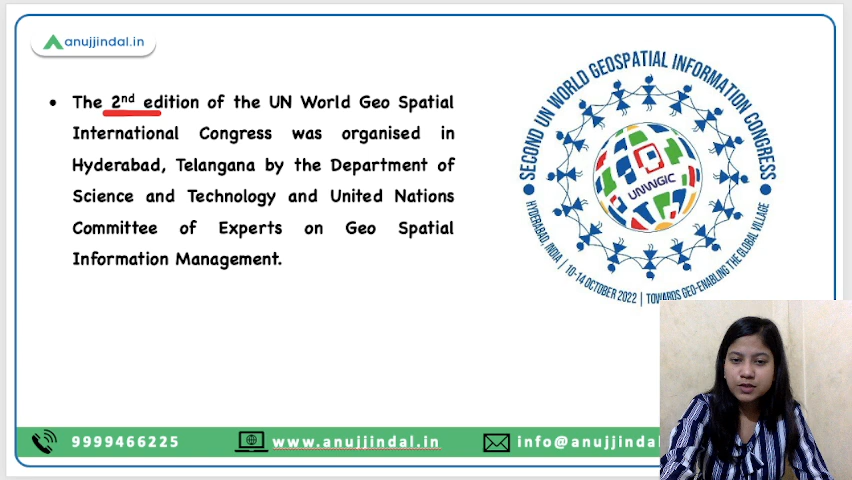 anujjindal.in
The 2nd edition of the UN World Geo Spatial
International Congress was organised in
Hyderabad, Telangana by the Department of
Science and Technology and United Nations
Committee of Experts on Geo Spatial
Information Management.
SECOND UN WORLD GEOSPATIAL INFORMATION CONGRESS
UNWGIC
HYDERABAD, INDIA | 10-14 OCTOBER 2022 | TOWARDS GEO-ENABLING THE GLOBAL VILLAGE
9999466225
www.anujjindal.in
info@anujjindal